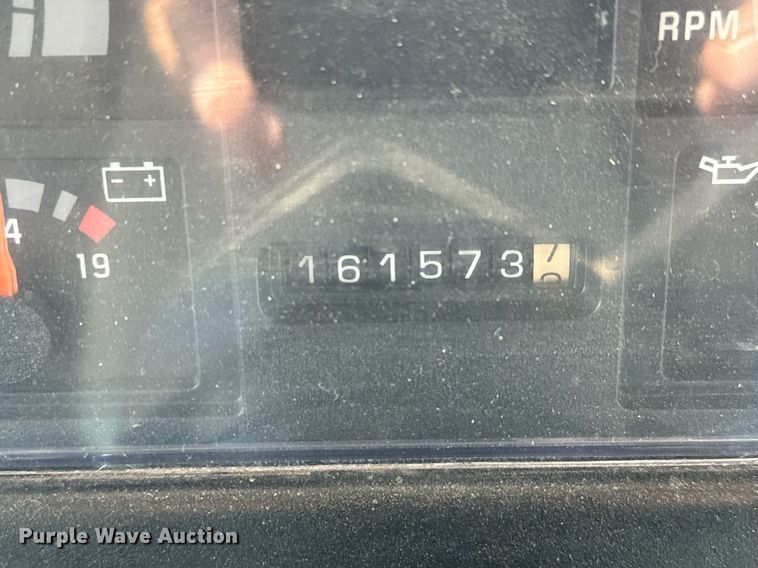 RPM
- +
4
19
161573
Purple Wave Auction